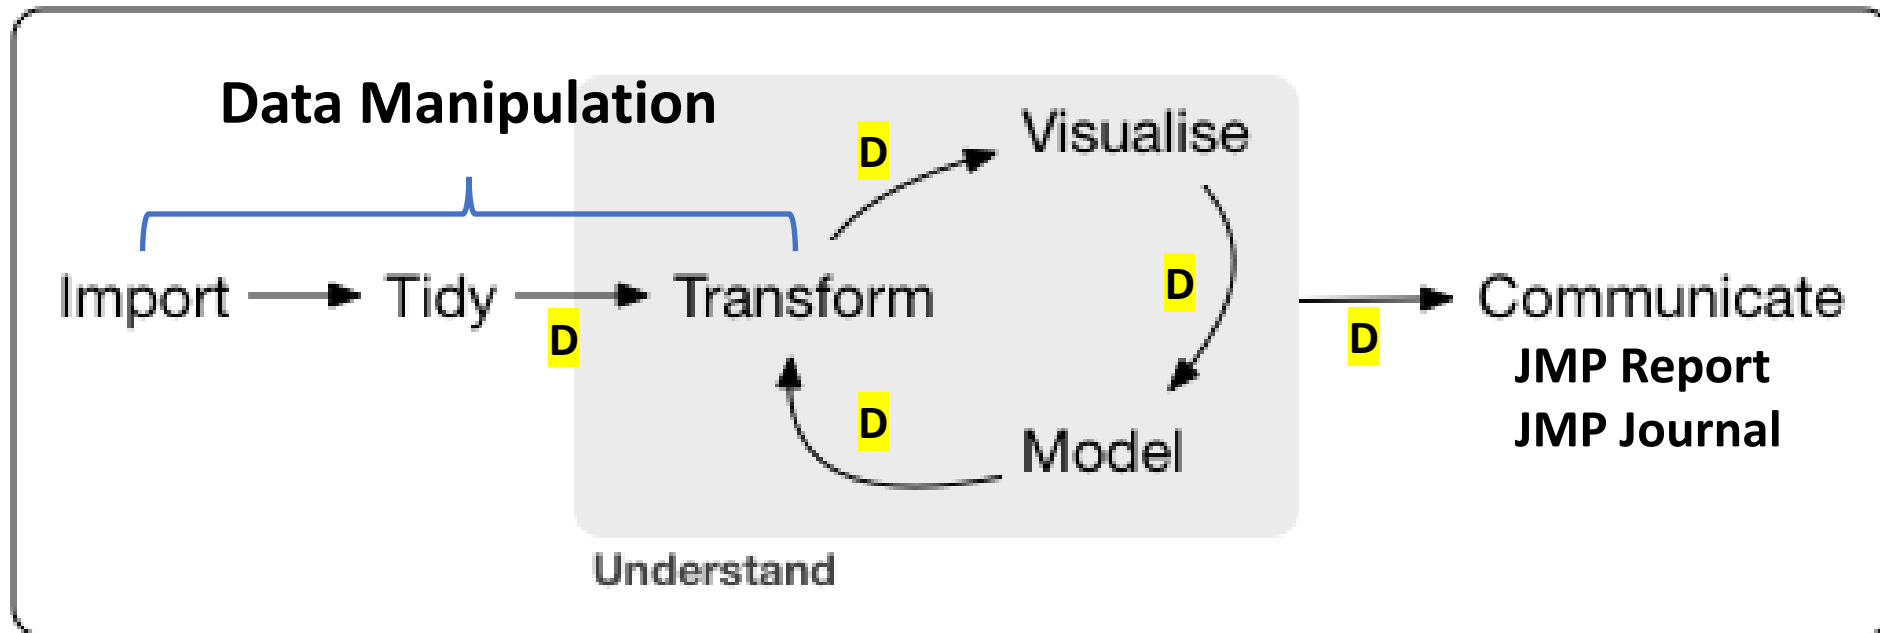 Data Manipulation
D
Visualise
Import
Tidy
D
Transform
D
D
Communicate
D
JMP Report
JMP Journal
D
Model
Understand